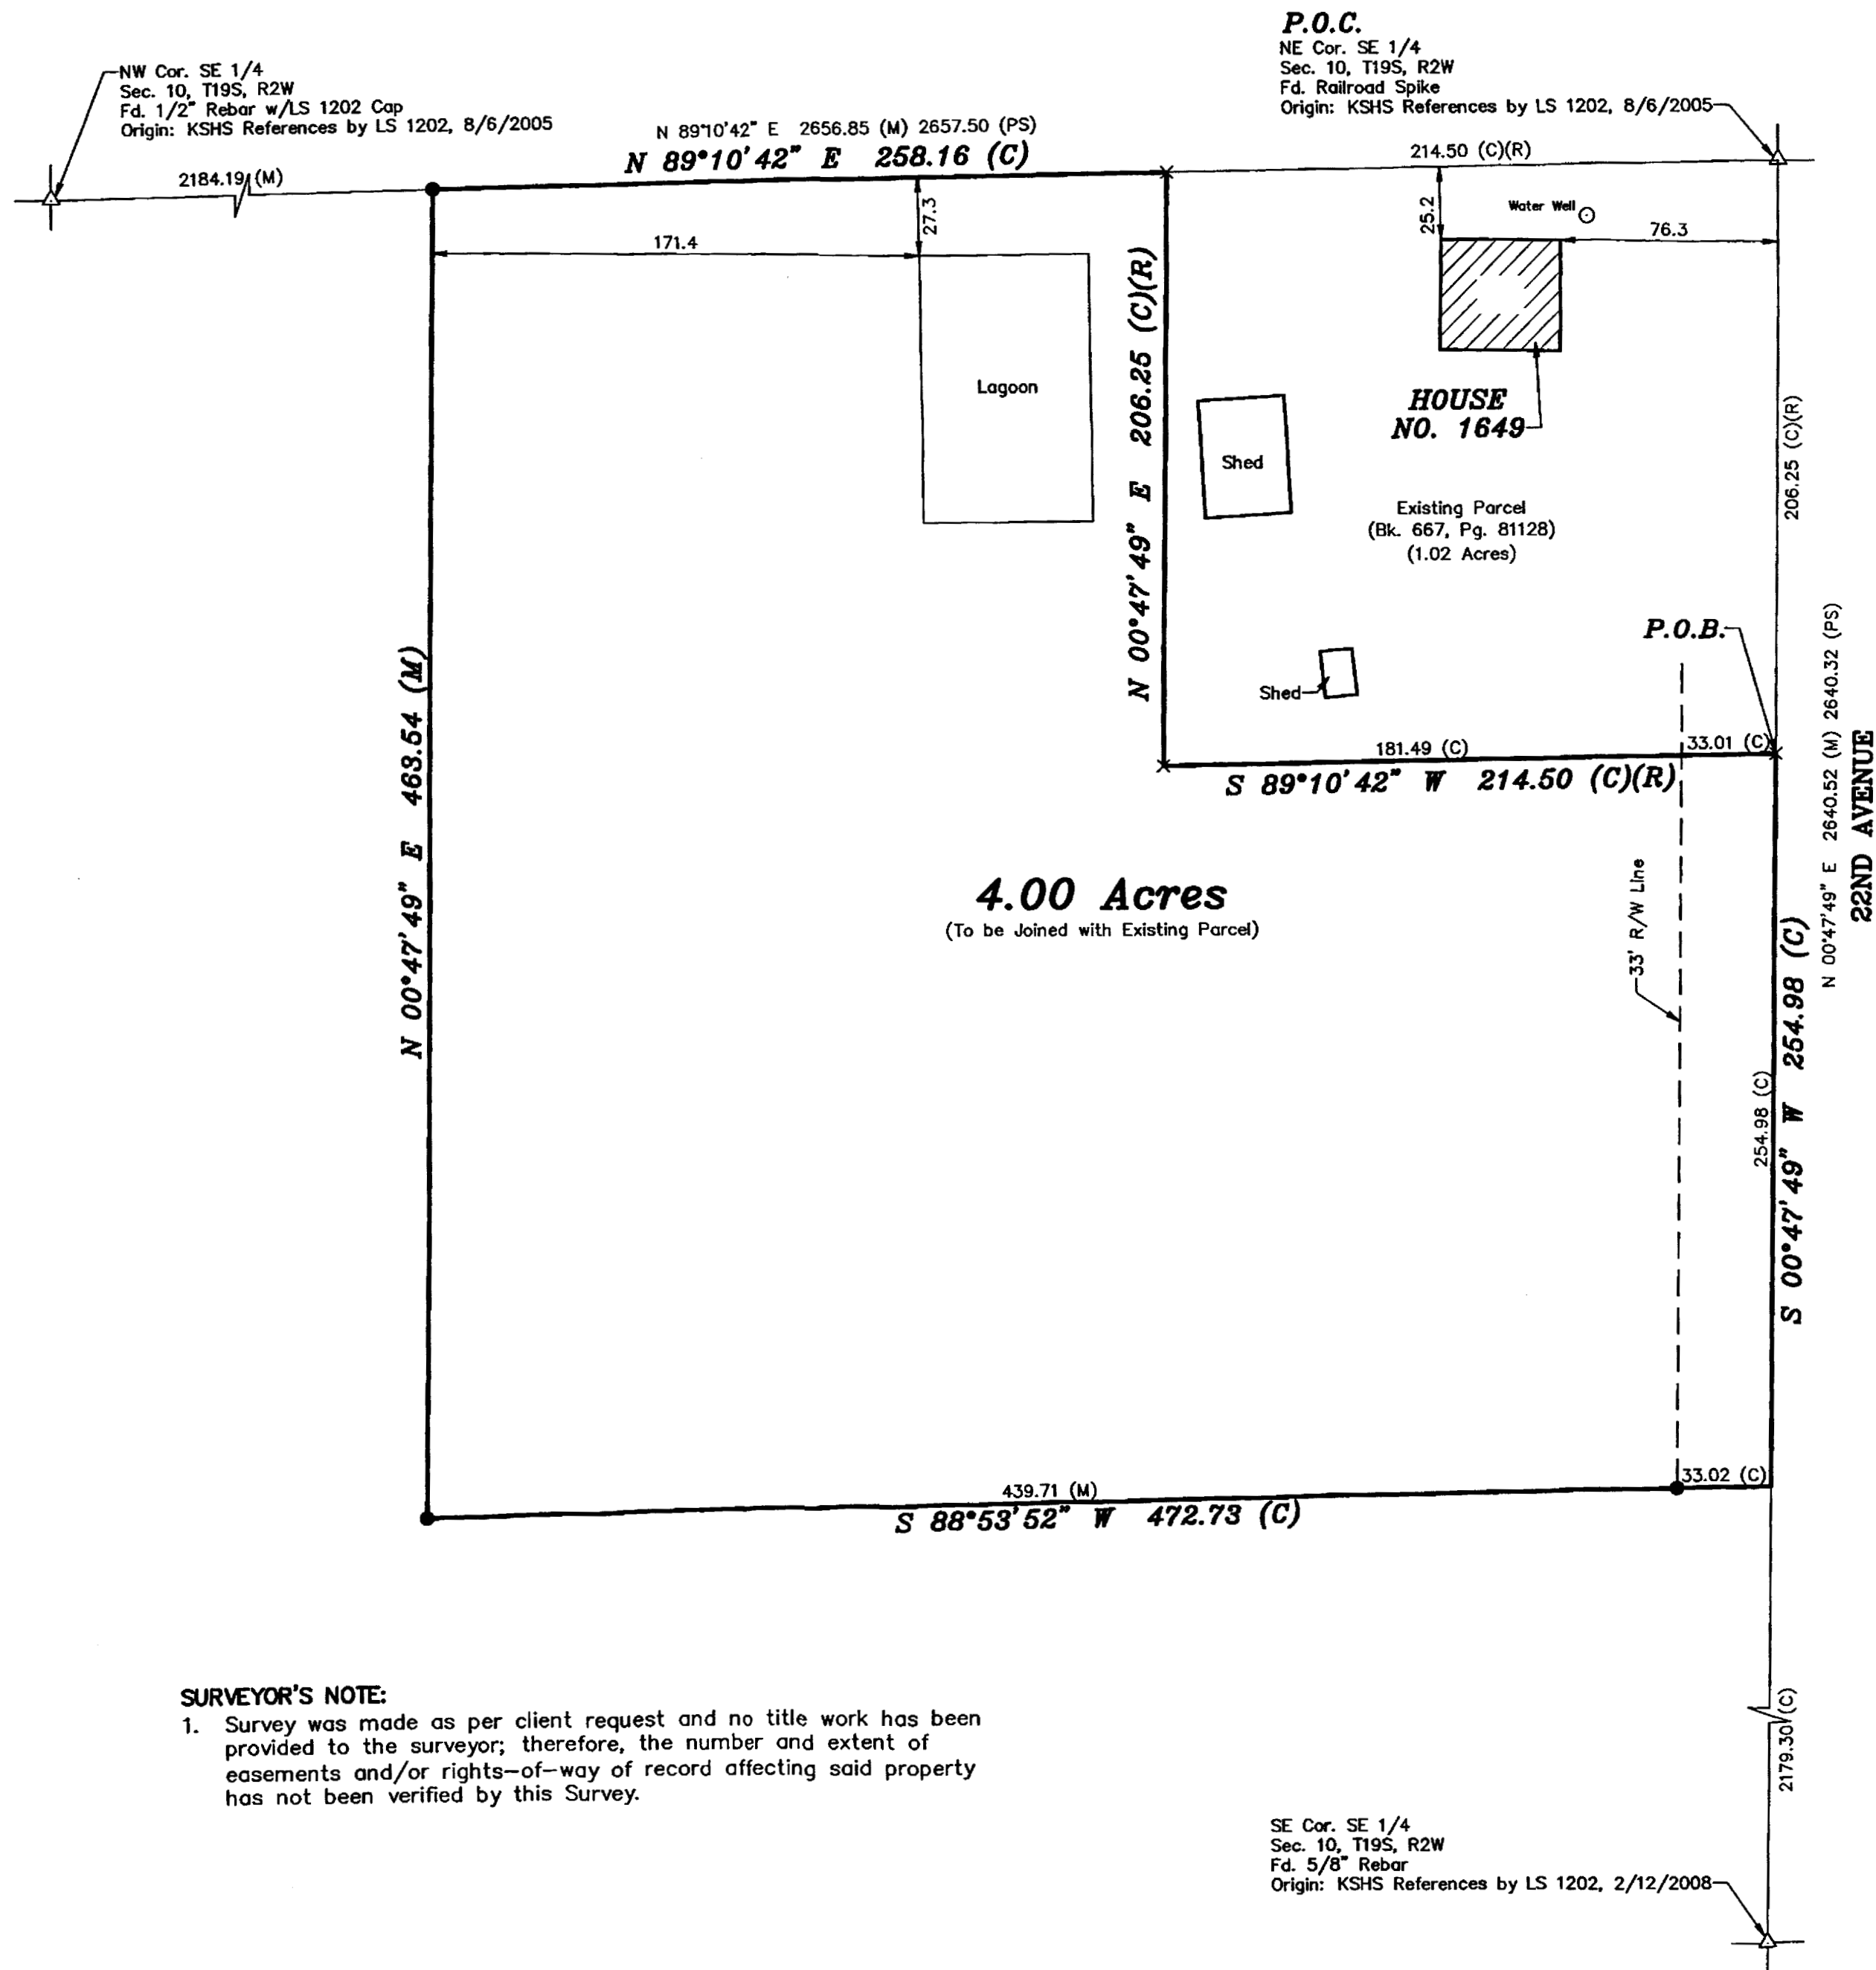 P.O.C.
NE Cor. SE 1/4
Sec. 10, T19S, R2W
Fd. Railroad Spike
Origin: KSHS References by LS 1202, 8/6/2005
NW Cor. SE 1/4
Sec. 10, T19S, R2W
Fd. 1/2" Rebar w/LS 1202 Cap
Origin: KSHS References by LS 1202, 8/6/2005
N 89°10'42" E 2656.85 (M) 2657.50 (PS)
N 89°10'42" E 258.16 (C)
214.50 (C)(R)
2184.19 (M)
27.3
25.2
Water Well
76.3
171.4
N 00°47'49" E 206.25 (C)(R)
Lagoon
HOUSE
NO. 1649
Shed
206.25 (C)(R)
Existing Parcel
(Bk. 667, Pg. 81128)
(1.02 Acres)
P.O.B.
Shed
N 00°47'49" E 2640.52 (M) 2640.32 (PS)
22ND AVENUE
181.49 (C)
33.01 (C)
S 89°10'42" W 214.50 (C)(R)
N 00°47'49" E 463.54 (M)
4.00 Acres
(To be Joined with Existing Parcel)
33' R/W Line
254.98 (C)
S 00°47'49" W 254.98 (C)
439.71 (M)
33.02 (C)
S 88°53'52" W 472.73 (C)
SURVEYOR'S NOTE:
1. Survey was made as per client request and no title work has been
provided to the surveyor; therefore, the number and extent of
easements and/or rights-of-way of record affecting said property
has not been verified by this Survey.
2179.30 (C)
SE Cor. SE 1/4
Sec. 10, T19S, R2W
Fd. 5/8" Rebar
Origin: KSHS References by LS 1202, 2/12/2008